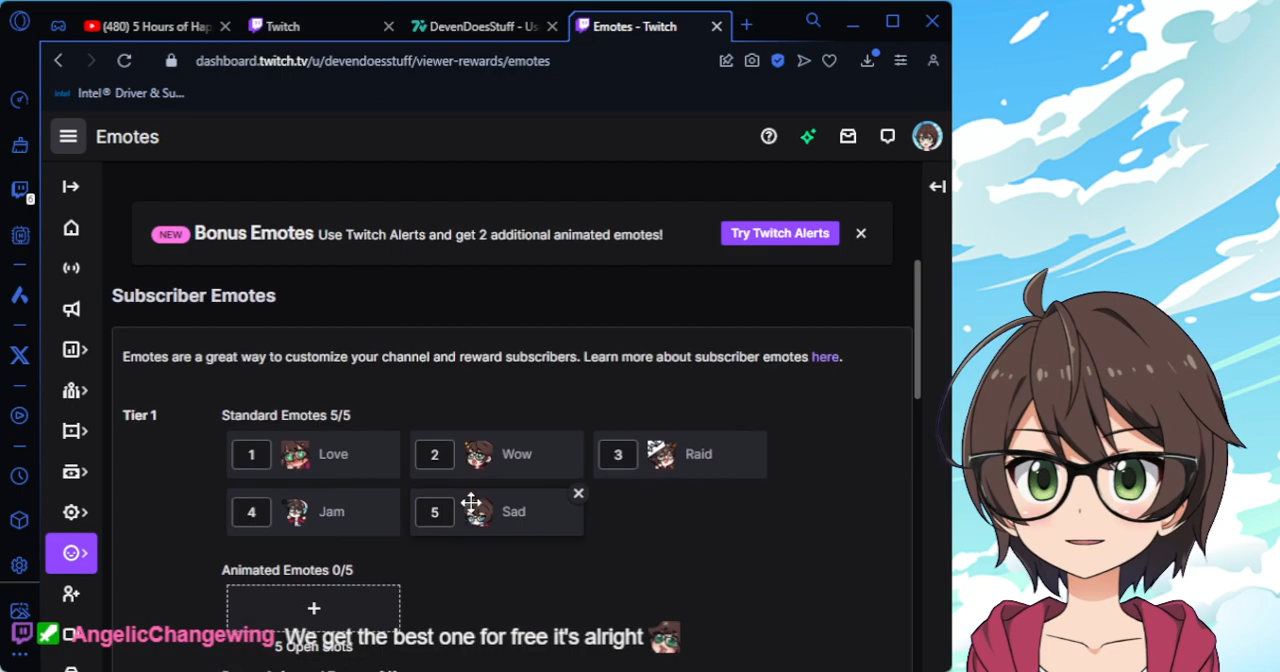 (480) 5 Hours of Hap
Twitch
DevenDoesStuff - Us
Emotes - Twitch
dashboard.twitch.tv/u/devendoesstuff/viewer-rewards/emotes
intel Intel® Driver & Su...
Emotes
6
NEW Bonus Emotes Use Twitch Alerts and get 2 additional animated emotes! Try Twitch Alerts
Subscriber Emotes
Emotes are a great way to customize your channel and reward subscribers. Learn more about subscriber emotes here.
Tier 1 Standard Emotes 5/5
1 Love 2 Wow 3 Raid
4 Jam 5 Sad
Animated Emotes 0/5
AngelicChangewing We get the best one for free it's alright
5 Open Slots